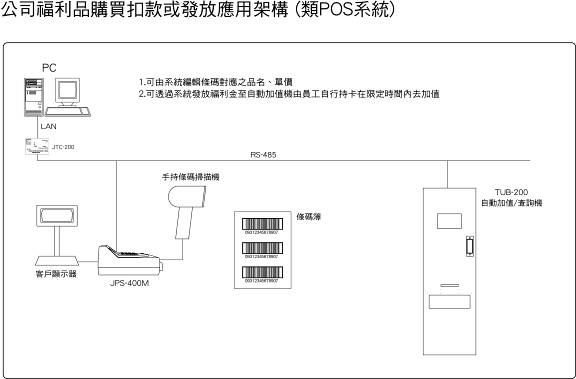 公司福利品購買扣款或發放應用架構 (類POS系統)
PC
1.可由系統編輯條碼對應之品名、單價
2.可透過系統發放福利金至自動加值機由員工自行持卡在限定時間內去加值
LAN
JTC-200
RS-485
手持條碼掃描機
TUB-200
自動加值/查詢機
條碼簿
09312345678907
09312345678907
09312345678907
客戶顯示器
JPS-400M